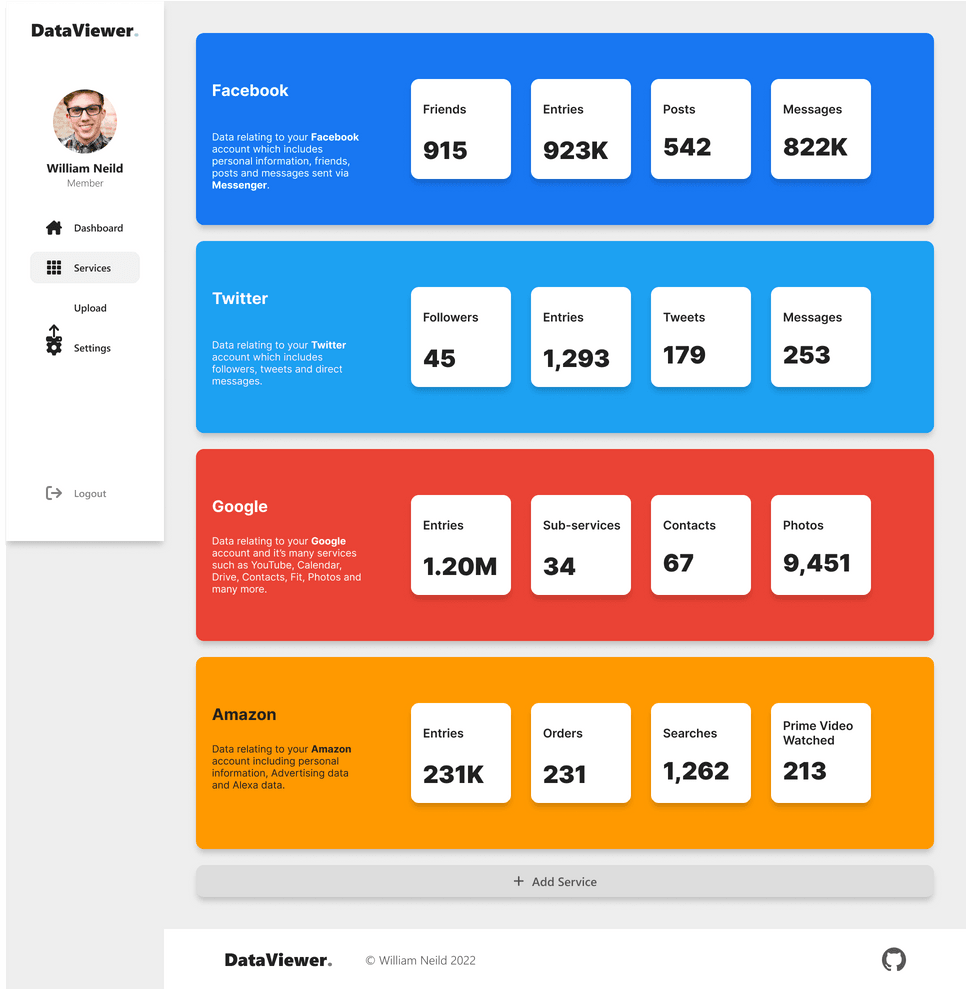 DataViewer.
William Neild
Member
Dashboard
Services
Upload
Settings
Logout
Facebook
Data relating to your Facebook
account which includes
personal information, friends,
posts and messages sent via
Messenger.
Friends
915
Entries
923K
Posts
542
Messages
822K
Twitter
Data relating to your Twitter
account which includes
followers, tweets and direct
messages.
Followers
45
Entries
1,293
Tweets
179
Messages
253
Google
Data relating to your Google
account and it's many services
such as YouTube, Calendar,
Drive, Contacts, Fit, Photos and
many more.
Entries
1.20M
Sub-services
34
Contacts
67
Photos
9,451
Amazon
Data relating to your Amazon
account including personal
information, Advertising data
and Alexa data.
Entries
231K
Orders
231
Searches
1,262
Prime Video
Watched
213
+ Add Service
DataViewer.
© William Neild 2022